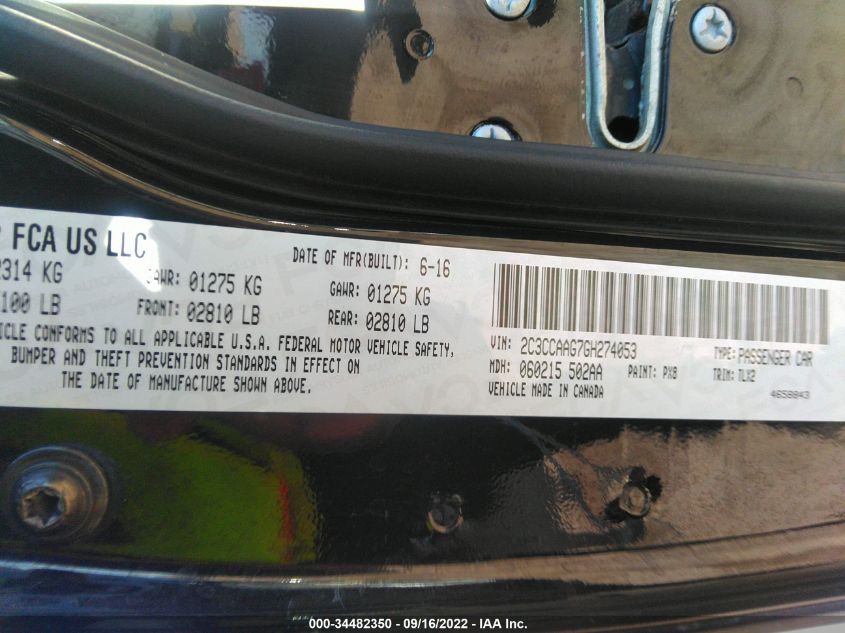 FCA US LLC
DATE OF MFR(BUILT): 6-16
314 KG GAWR: 01275 KG GAWR: 01275 KG
100 LB FRONT: 02810 LB REAR: 02810 LB
HICLE CONFORMS TO ALL APPLICABLE U.S.A. FEDERAL MOTOR VEHICLE SAFETY,
BUMPER AND THEFT PREVENTION STANDARDS IN EFFECT ON
THE DATE OF MANUFACTURE SHOWN ABOVE.
VIN: 2C3CCAAG7GH274053 TYPE: PASSENGER CAR
MDH: 060215 502AA PAINT: PX8 TRIM: TLX2
VEHICLE MADE IN CANADA 4658843
000-34482350 - 09/16/2022 - IAA Inc.